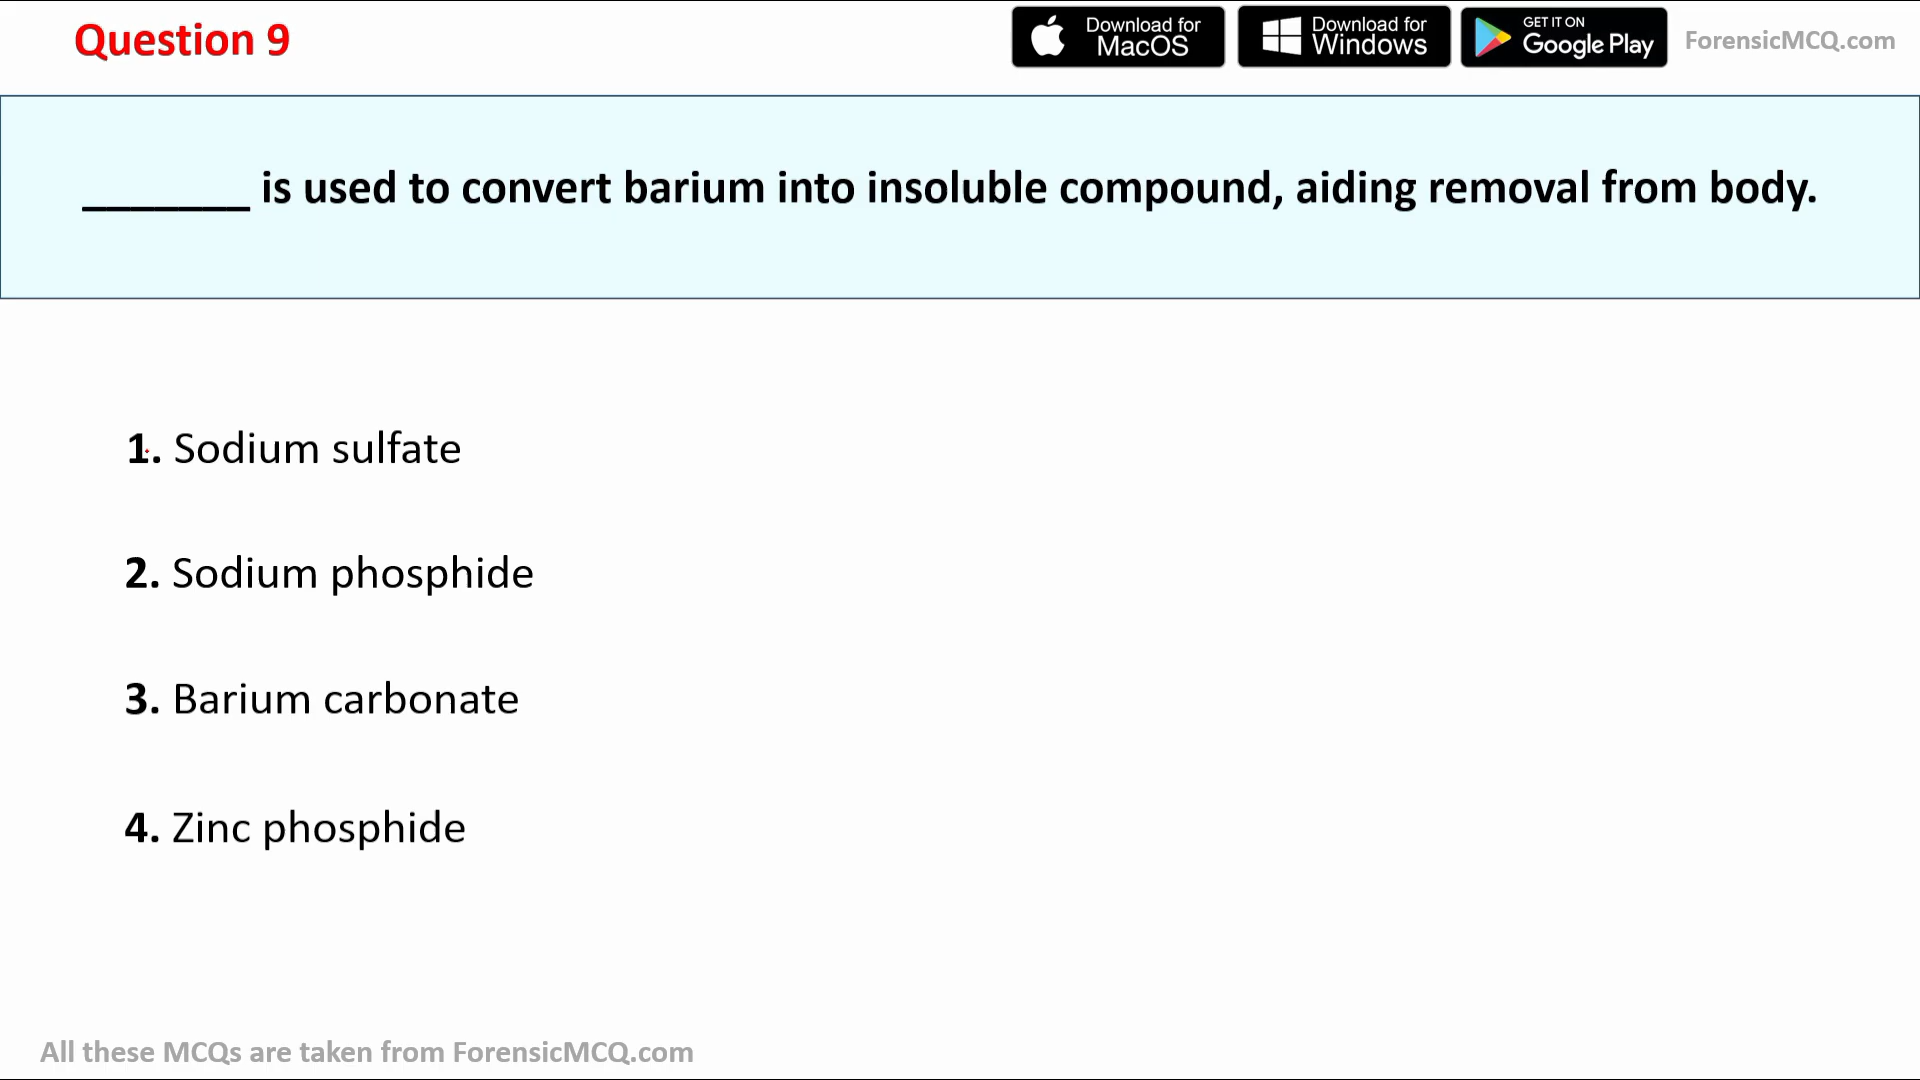 Question 9
Download for
MacOS
Download for
Windows
GET IT ON
Google Play
ForensicMCQ.com
_______ is used to convert barium into insoluble compound, aiding removal from body.
1. Sodium sulfate
2. Sodium phosphide
3. Barium carbonate
4. Zinc phosphide
All these MCQs are taken from ForensicMCQ.com